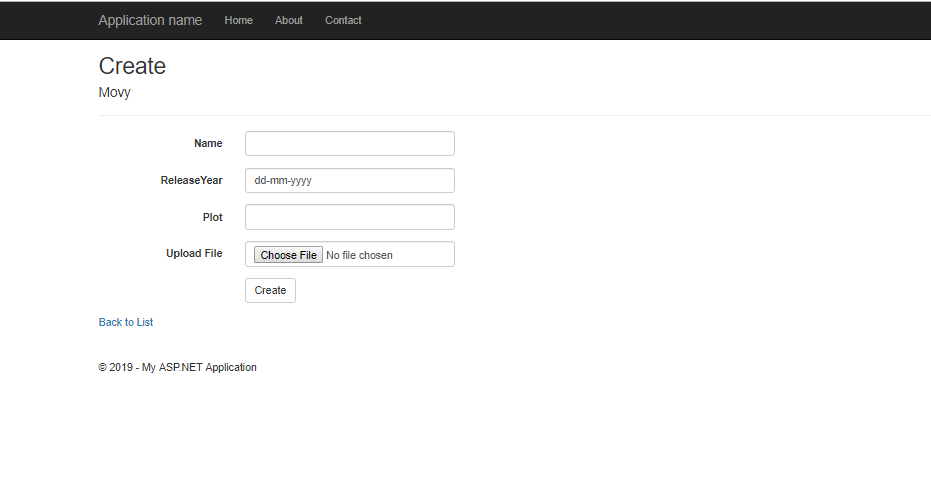 Application name Home About Contact
Create
Movy
Name
ReleaseYear dd-mm-yyyy
Plot
Upload File Choose File No file chosen
Create
Back to List
© 2019 - My ASP.NET Application